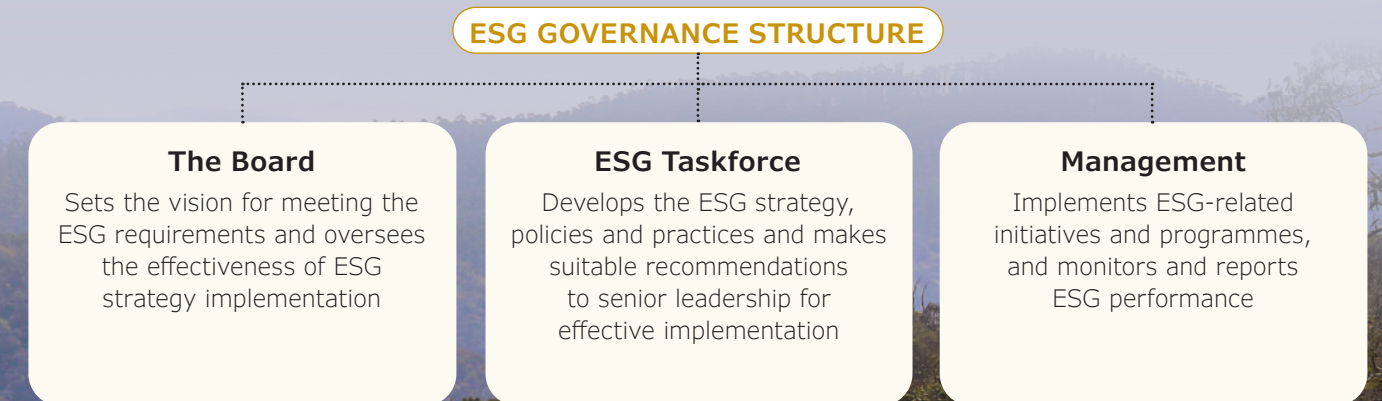 ESG GOVERNANCE STRUCTURE
The Board
Sets the vision for meeting the
ESG requirements and oversees
the effectiveness of ESG
strategy implementation
ESG Taskforce
Develops the ESG strategy,
policies and practices and makes
suitable recommendations
to senior leadership for
effective implementation
Management
Implements ESG-related
initiatives and programmes,
and monitors and reports
ESG performance